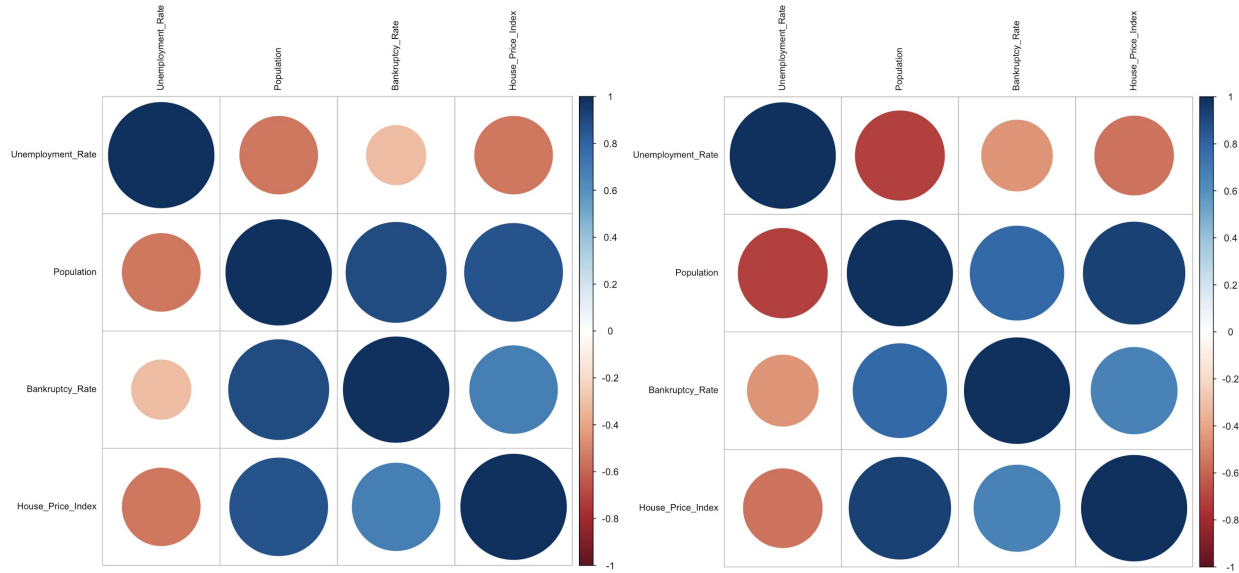 Unemployment_Rate
Population
Bankruptcy_Rate
House_Price_Index
Unemployment_Rate
Population
Bankruptcy_Rate
House_Price_Index
1
0.8
0.6
0.4
0.2
0
-0.2
-0.4
-0.6
-0.8
-1
Unemployment_Rate
Population
Bankruptcy_Rate
House_Price_Index
Unemployment_Rate
Population
Bankruptcy_Rate
House_Price_Index
1
0.8
0.6
0.4
0.2
0
-0.2
-0.4
-0.6
-0.8
-1